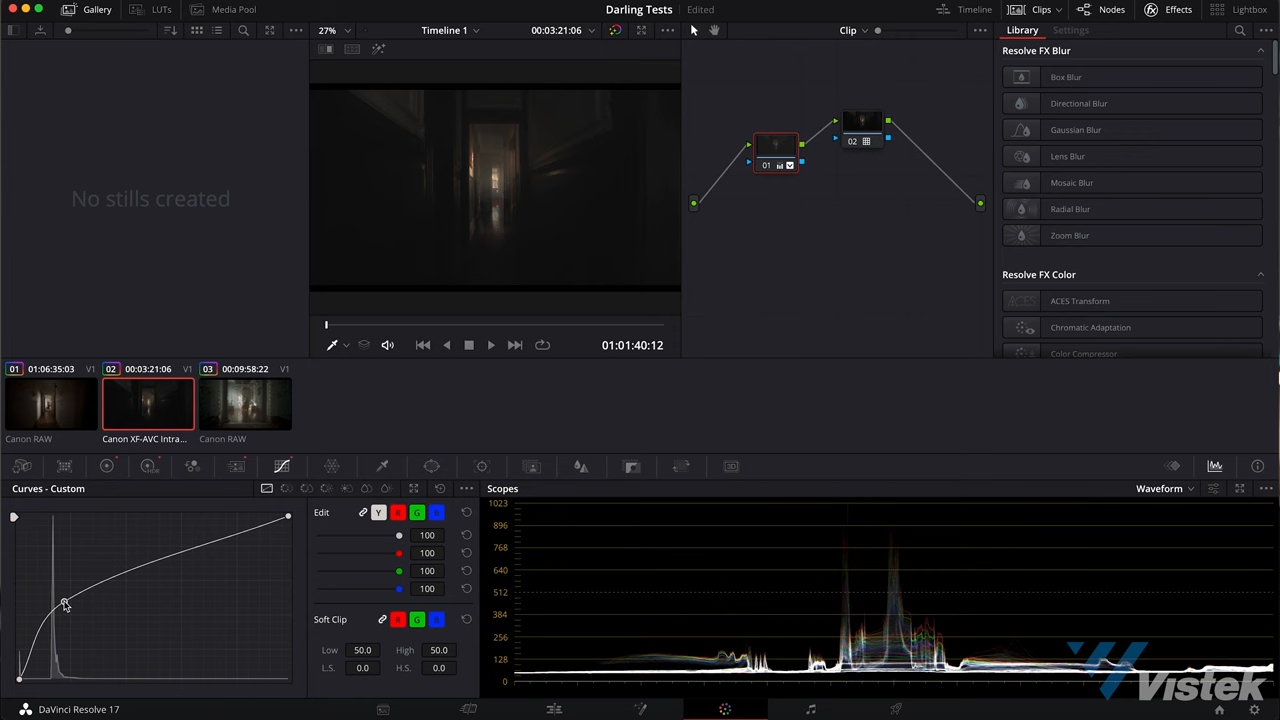 Gallery LUTs Media Pool Darling Tests Edited Timeline Clips Nodes Effects Lightbox
27% Timeline 1 00:03:21:06 Clip Library Settings
Resolve FX Blur
Box Blur
Directional Blur
Gaussian Blur
Lens Blur
Mosaic Blur
Radial Blur
Zoom Blur
Resolve FX Color
ACES Transform
Chromatic Adaptation
Color Compressor
No stills created
01
02
01:01:40:12
01 01:06:35:03 V1 02 00:03:21:06 V1 03 00:09:58:22 V1
Canon RAW Canon XF-AVC Intra... Canon RAW
HDR
3D
Curves - Custom
Edit Y R G B
100
100
100
100
Soft Clip R G B
Low 50.0 High 50.0
L.S. 0.0 H.S. 0.0
Scopes Waveform
1023
896
768
640
512
384
256
128
0
Vistek
DaVinci Resolve 17